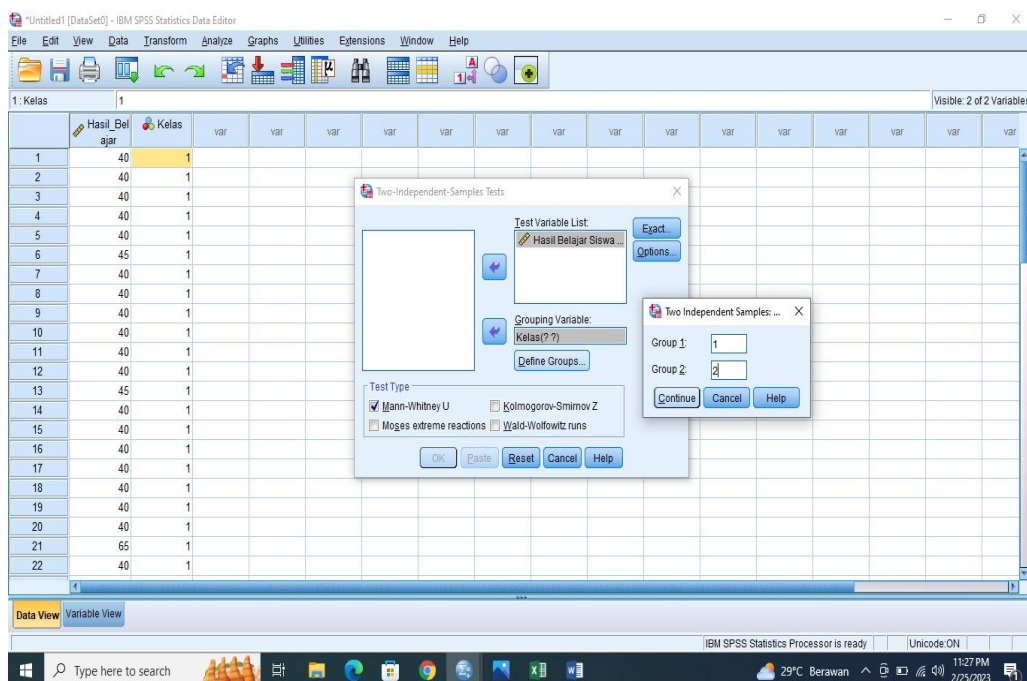 *Untitled1 [DataSet0] - IBM SPSS Statistics Data Editor
File Edit View Data Transform Analyze Graphs Utilities Extensions Window Help
1 : Kelas 1 Visible: 2 of 2 Variables
Hasil_Bel
ajar Kelas var var var var var var var var var var var var var var var
1 40 1
2 40 1
3 40 1
4 40 1
5 40 1
6 45 1
7 40 1
8 40 1
9 40 1
10 40 1
11 40 1
12 40 1
13 45 1
14 40 1
15 40 1
16 40 1
17 40 1
18 40 1
19 40 1
20 40 1
21 65 1
22 40 1
Two-Independent-Samples Tests
Test Variable List:
Hasil Belajar Siswa ...
Exact...
Options...
Grouping Variable:
Kelas(? ?)
Define Groups...
Test Type
Mann-Whitney U Kolmogorov-Smirnov Z
Moses extreme reactions Wald-Wolfowitz runs
OK Paste Reset Cancel Help
Two Independent Samples: ...
Group 1: 1
Group 2: 2
Continue Cancel Help
Data View Variable View
IBM SPSS Statistics Processor is ready Unicode:ON
Type here to search 29°C Berawan 11:27 PM
2/25/2023